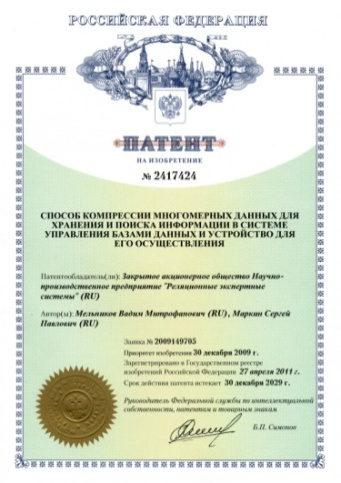 РОССИЙСКАЯ ФЕДЕРАЦИЯ
ПАТЕНТ
НА ИЗОБРЕТЕНИЕ
№ 2417424
СПОСОБ КОМПРЕССИИ МНОГОМЕРНЫХ ДАННЫХ ДЛЯ
ХРАНЕНИЯ И ПОИСКА ИНФОРМАЦИИ В СИСТЕМЕ
УПРАВЛЕНИЯ БАЗАМИ ДАННЫХ И УСТРОЙСТВО ДЛЯ
ЕГО ОСУЩЕСТВЛЕНИЯ
Патентообладатель(ли): Закрытое акционерное общество Научно-
производственное предприятие "Реляционные экспертные
системы" (RU)
Автор(ы): Мельников Вадим Митрофанович (RU), Маркин Сергей
Павлович (RU)
Заявка № 2009149705
Приоритет изобретения 30 декабря 2009 г.
Зарегистрировано в Государственном реестре
изобретений Российской Федерации 27 апреля 2011 г.
Срок действия патента истекает 30 декабря 2029 г.
Руководитель Федеральной службы по интеллектуальной
собственности, патентам и товарным знакам
Б.П. Симонов